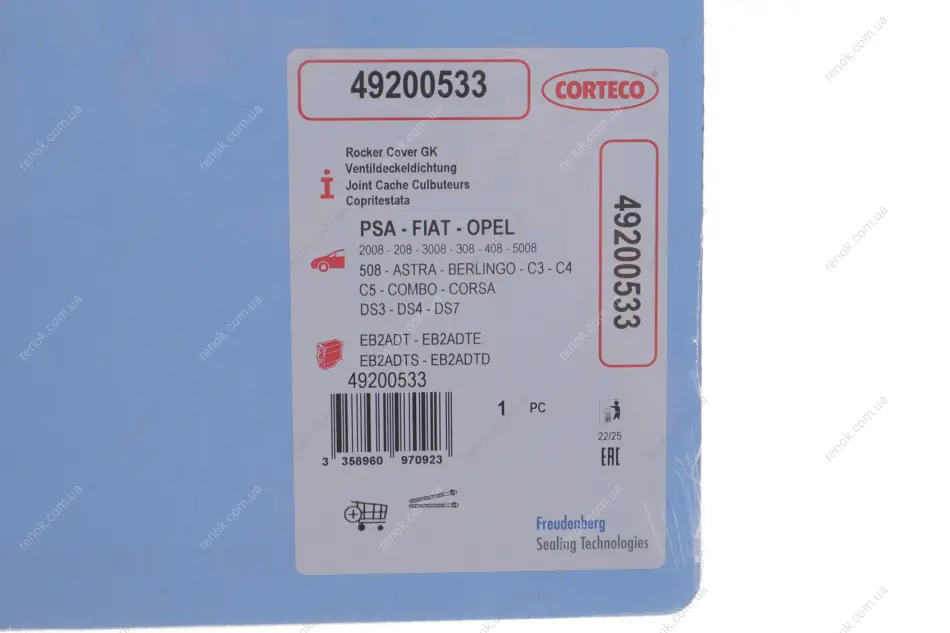 49200533
CORTECO
Rocker Cover GK
Ventildeckeldichtung
Joint Cache Culbuteurs
Copritestata
49200533
PSA - FIAT - OPEL
2008 - 208 - 3008 - 308 - 408 - 5008
508 - ASTRA - BERLINGO - C3 - C4
C5 - COMBO - CORSA
DS3 - DS4 - DS7
EB2ADT - EB2ADTE
EB2ADTS - EB2ADTD
49200533
1 PC
3 358960 970923
22/25
EAC
Freudenberg
Sealing Technologies
renok.com.ua